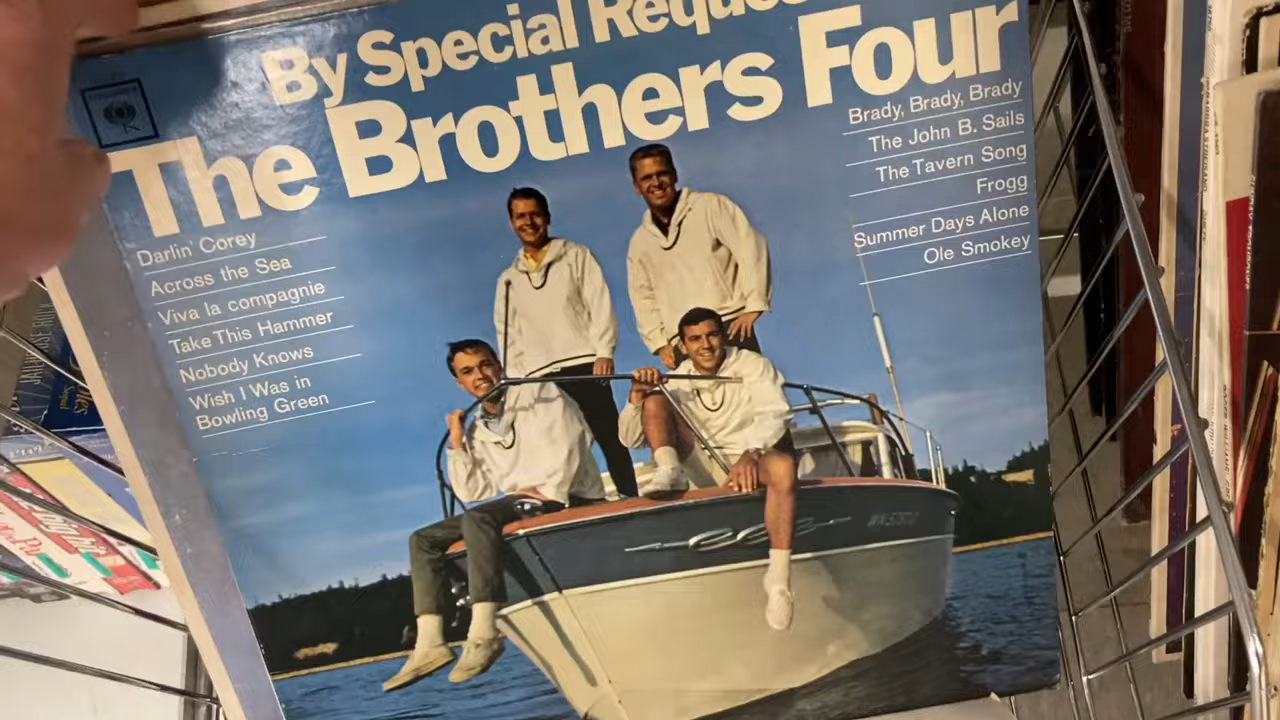 By Special Reque
The Brothers Four
Darlin' Corey
Across the Sea
Viva la compagnie
Take This Hammer
Nobody Knows
Wish I Was in
Bowling Green
Brady, Brady, Brady
The John B. Sails
The Tavern Song
Frogg
Summer Days Alone
Ole Smokey